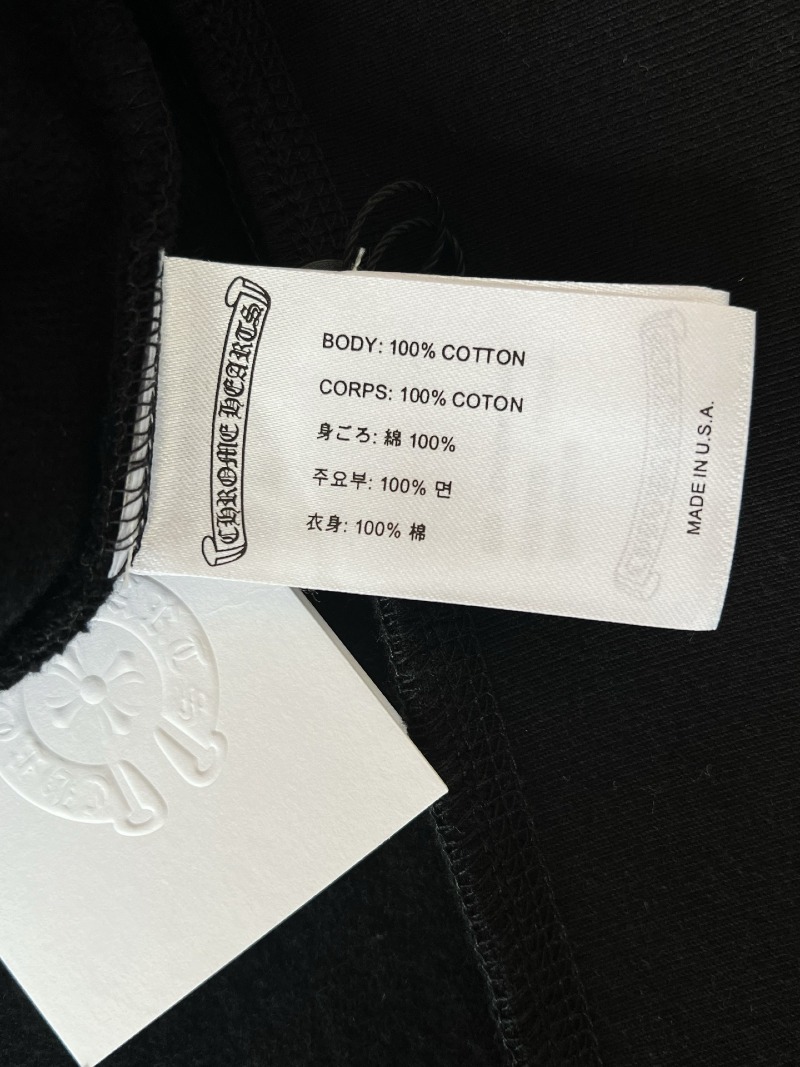 CHROME HEARTS
BODY: 100% COTTON
CORPS: 100% COTON
身ごろ: 綿 100%
주요부: 100% 면
衣身: 100% 棉
MADE IN U.S.A.